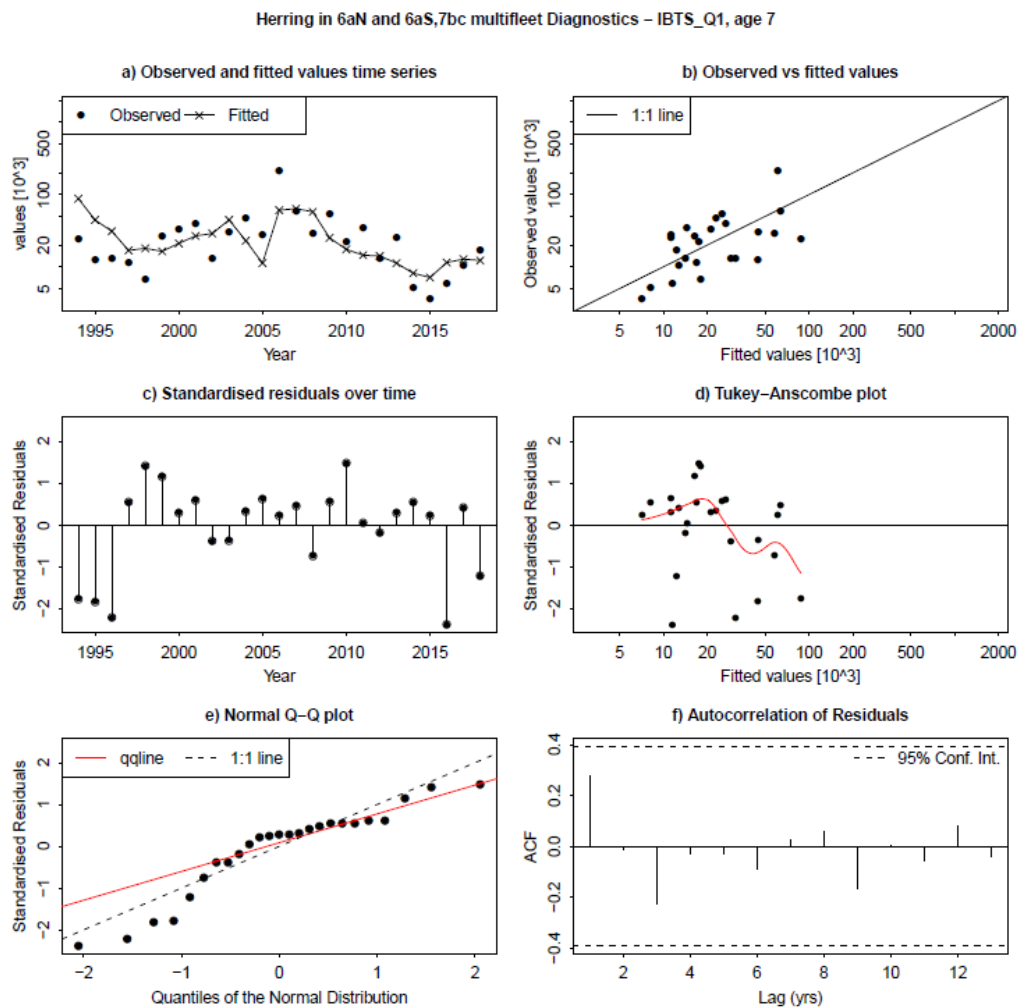 Herring in 6aN and 6aS,7bc multifleet Diagnostics − IBTS_Q1, age 7
a) Observed and fitted values time series
Observed Fitted
values [10^3]
500
100
20
5
1995 2000 2005 2010 2015
Year
b) Observed vs fitted values
1:1 line
Observed values [10^3]
500
100
20
5
5 10 20 50 100 200 500 2000
Fitted values [10^3]
c) Standardised residuals over time
Standardised Residuals
2
1
0
−1
−2
1995 2000 2005 2010 2015
Year
d) Tukey−Anscombe plot
Standardised Residuals
2
1
0
−1
−2
5 10 20 50 100 200 500 2000
Fitted values [10^3]
e) Normal Q−Q plot
qqline 1:1 line
Standardised Residuals
2
1
0
−1
−2
−2 −1 0 1 2
Quantiles of the Normal Distribution
f) Autocorrelation of Residuals
95% Conf. Int.
ACF
0.4
0.2
0.0
−0.2
−0.4
2 4 6 8 10 12
Lag (yrs)